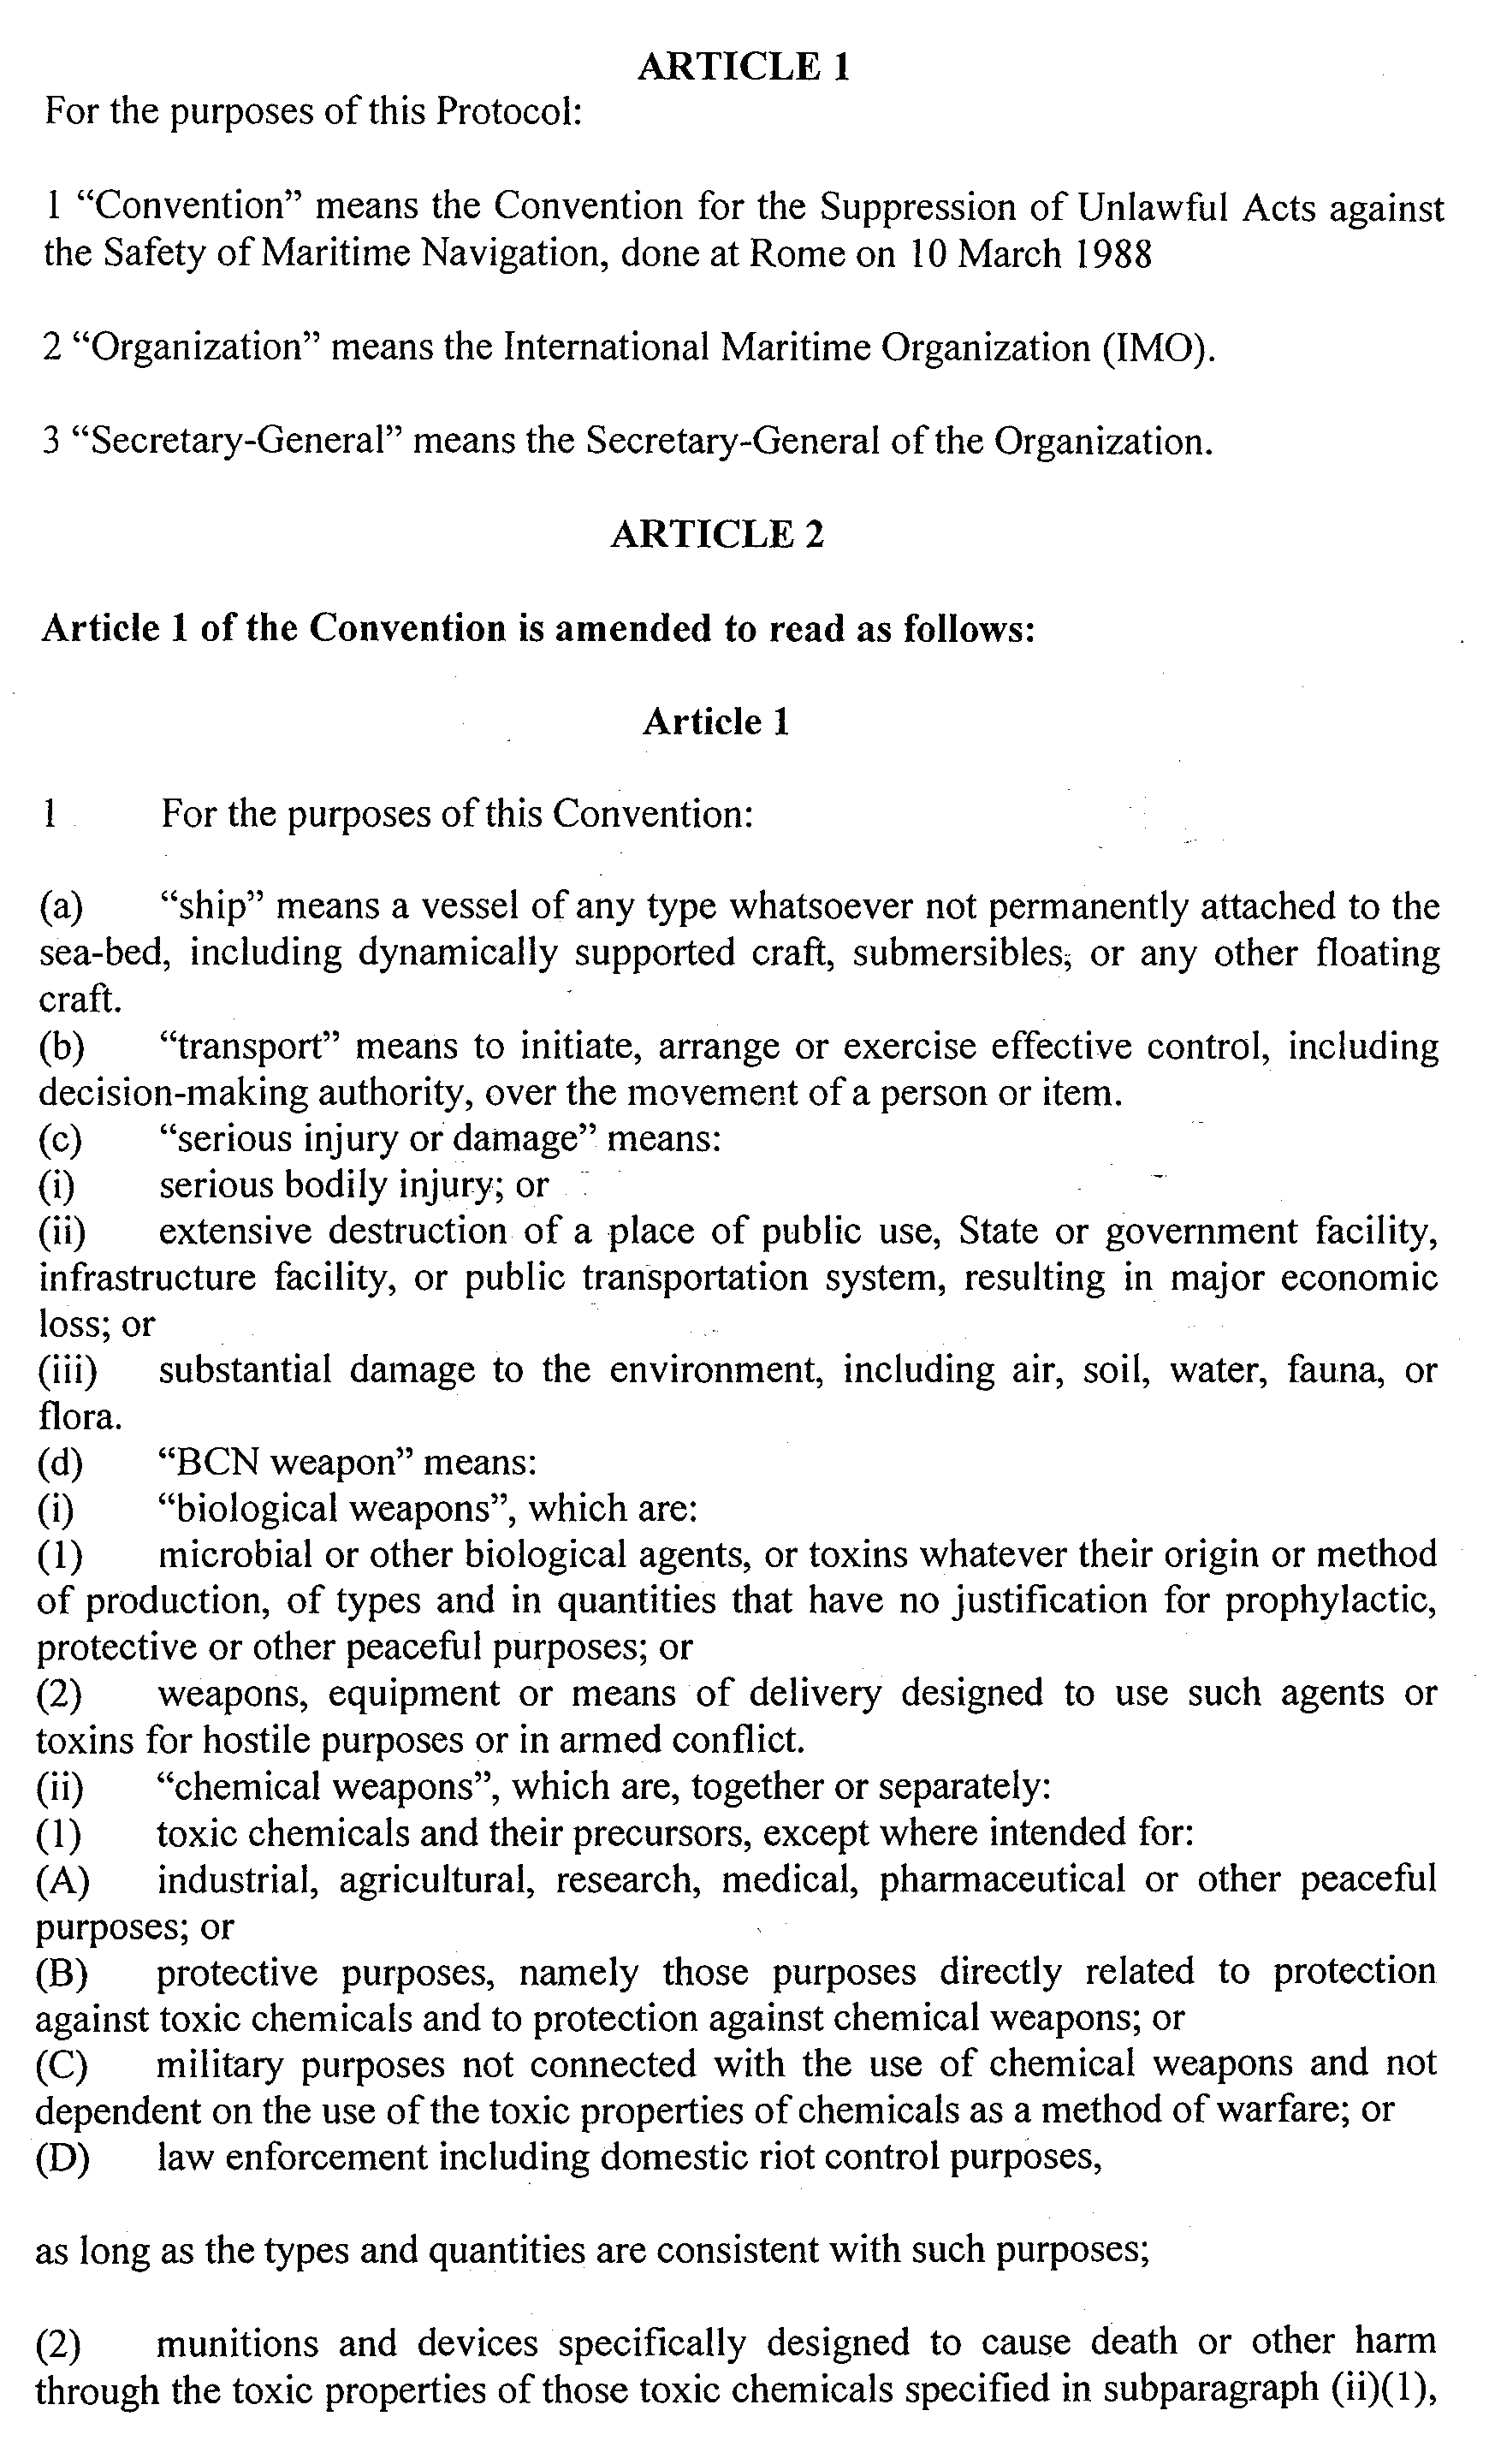 ARTICLE 1
For the purposes of this Protocol:
1 “Convention” means the Convention for the Suppression of Unlawful Acts against
the Safety of Maritime Navigation, done at Rome on 10 March 1988
2 “Organization” means the International Maritime Organization (IMO).
3 “Secretary-General” means the Secretary-General of the Organization.
ARTICLE 2
Article 1 of the Convention is amended to read as follows:
Article 1
1 For the purposes of this Convention:
(a) “ship” means a vessel of any type whatsoever not permanently attached to the
sea-bed, including dynamically supported craft, submersibles, or any other floating
craft.
(b) “transport” means to initiate, arrange or exercise effective control, including
decision-making authority, over the movement of a person or item.
(c) “serious injury or damage” means:
(i) serious bodily injury; or
(ii) extensive destruction of a place of public use, State or government facility,
infrastructure facility, or public transportation system, resulting in major economic
loss; or
(iii) substantial damage to the environment, including air, soil, water, fauna, or
flora.
(d) “BCN weapon” means:
(i) “biological weapons”, which are:
(1) microbial or other biological agents, or toxins whatever their origin or method
of production, of types and in quantities that have no justification for prophylactic,
protective or other peaceful purposes; or
(2) weapons, equipment or means of delivery designed to use such agents or
toxins for hostile purposes or in armed conflict.
(ii) “chemical weapons”, which are, together or separately:
(1) toxic chemicals and their precursors, except where intended for:
(A) industrial, agricultural, research, medical, pharmaceutical or other peaceful
purposes; or
(B) protective purposes, namely those purposes directly related to protection
against toxic chemicals and to protection against chemical weapons; or
(C) military purposes not connected with the use of chemical weapons and not
dependent on the use of the toxic properties of chemicals as a method of warfare; or
(D) law enforcement including domestic riot control purposes,
as long as the types and quantities are consistent with such purposes;
(2) munitions and devices specifically designed to cause death or other harm
through the toxic properties of those toxic chemicals specified in subparagraph (ii)(1),